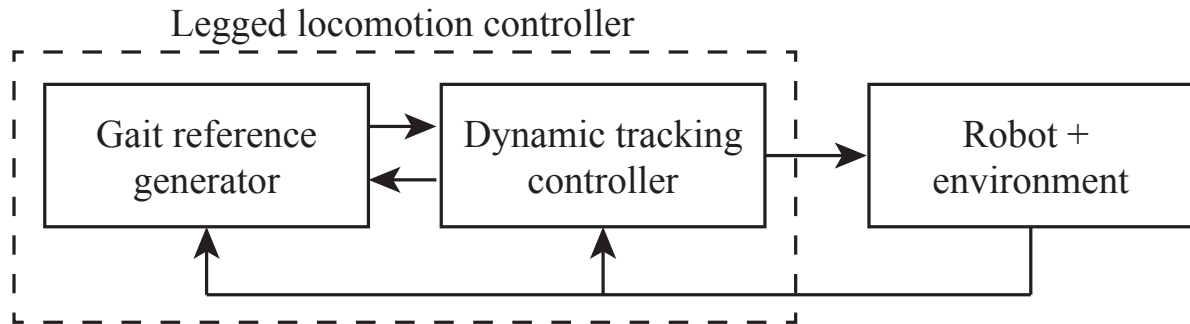 Legged locomotion controller
Gait reference
generator
Dynamic tracking
controller
Robot +
environment